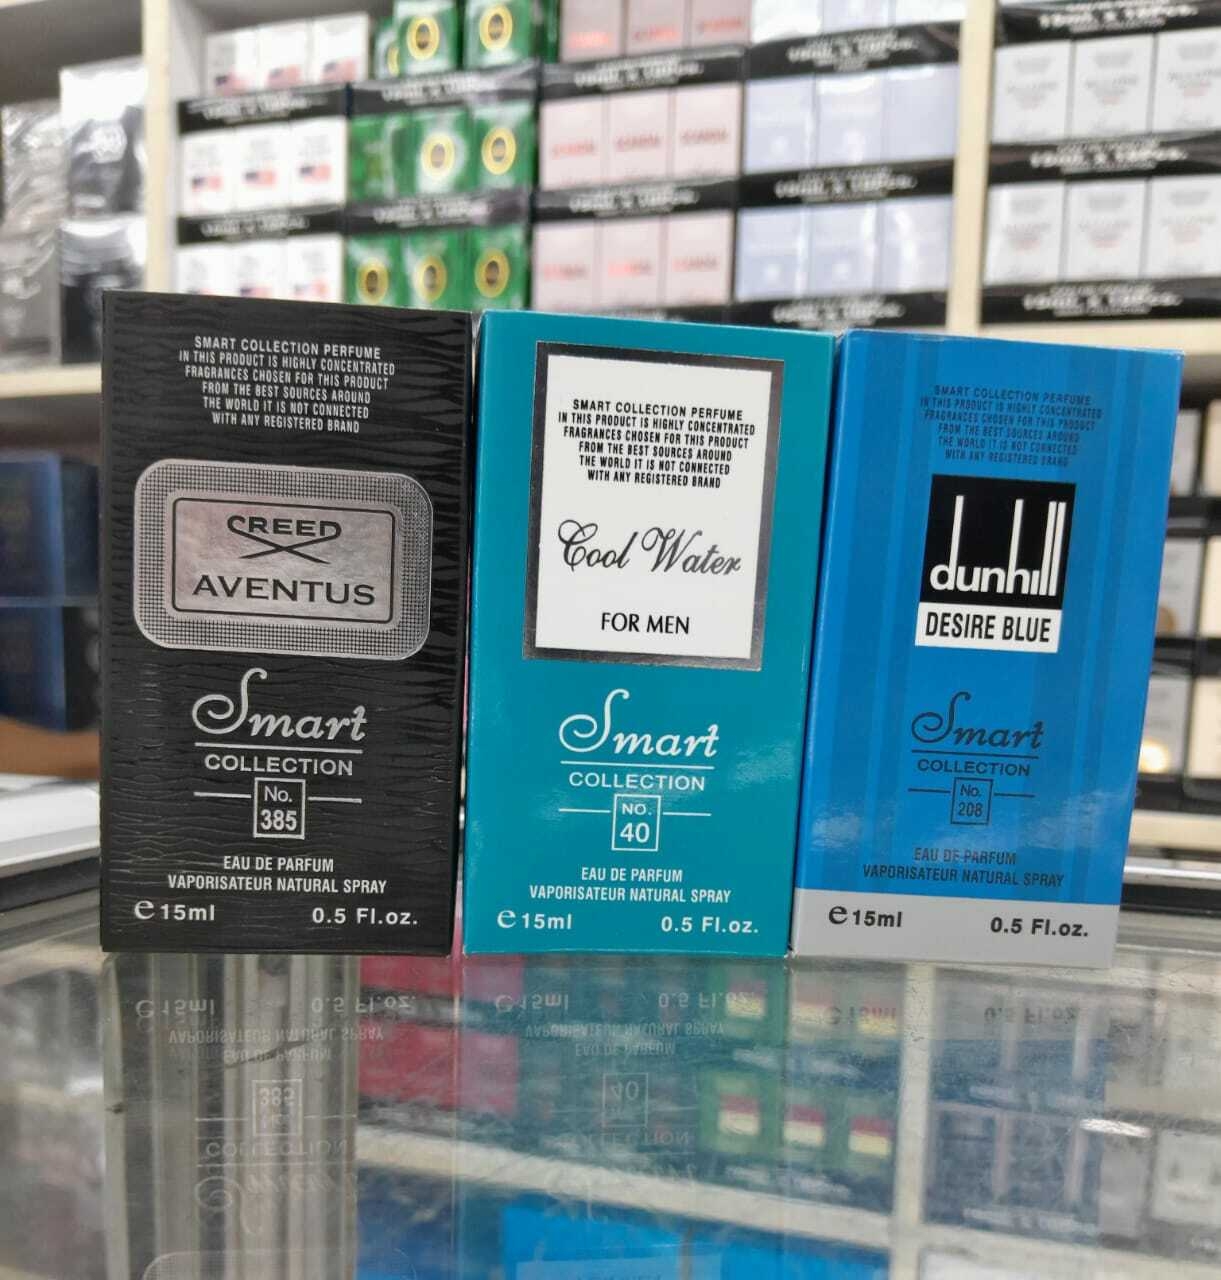 SMART COLLECTION PERFUME
IN THIS PRODUCT IS HIGHLY CONCENTRATED
FRAGRANCES CHOSEN FOR THIS PRODUCT
FROM THE BEST SOURCES AROUND
THE WORLD IT IS NOT CONNECTED
WITH ANY REGISTERED BRAND
CREED
AVENTUS
Smart
COLLECTION
No.
385
EAU DE PARFUM
VAPORISATEUR NATURAL SPRAY
e 15ml 0.5 Fl.oz.
SMART COLLECTION PERFUME
IN THIS PRODUCT IS HIGHLY CONCENTRATED
FRAGRANCES CHOSEN FOR THIS PRODUCT
FROM THE BEST SOURCES AROUND
THE WORLD IT IS NOT CONNECTED
WITH ANY REGISTERED BRAND
Cool Water
FOR MEN
Smart
COLLECTION
NO.
40
EAU DE PARFUM
VAPORISATEUR NATURAL SPRAY
e 15ml 0.5 Fl.oz.
SMART COLLECTION PERFUME
IN THIS PRODUCT IS HIGHLY CONCENTRATED
FRAGRANCES CHOSEN FOR THIS PRODUCT
FROM THE BEST SOURCES AROUND
THE WORLD IT IS NOT CONNECTED
WITH ANY REGISTERED BRAND
dunhill
DESIRE BLUE
Smart
COLLECTION
No.
208
EAU DE PARFUM
VAPORISATEUR NATURAL SPRAY
e 15ml 0.5 Fl.oz.